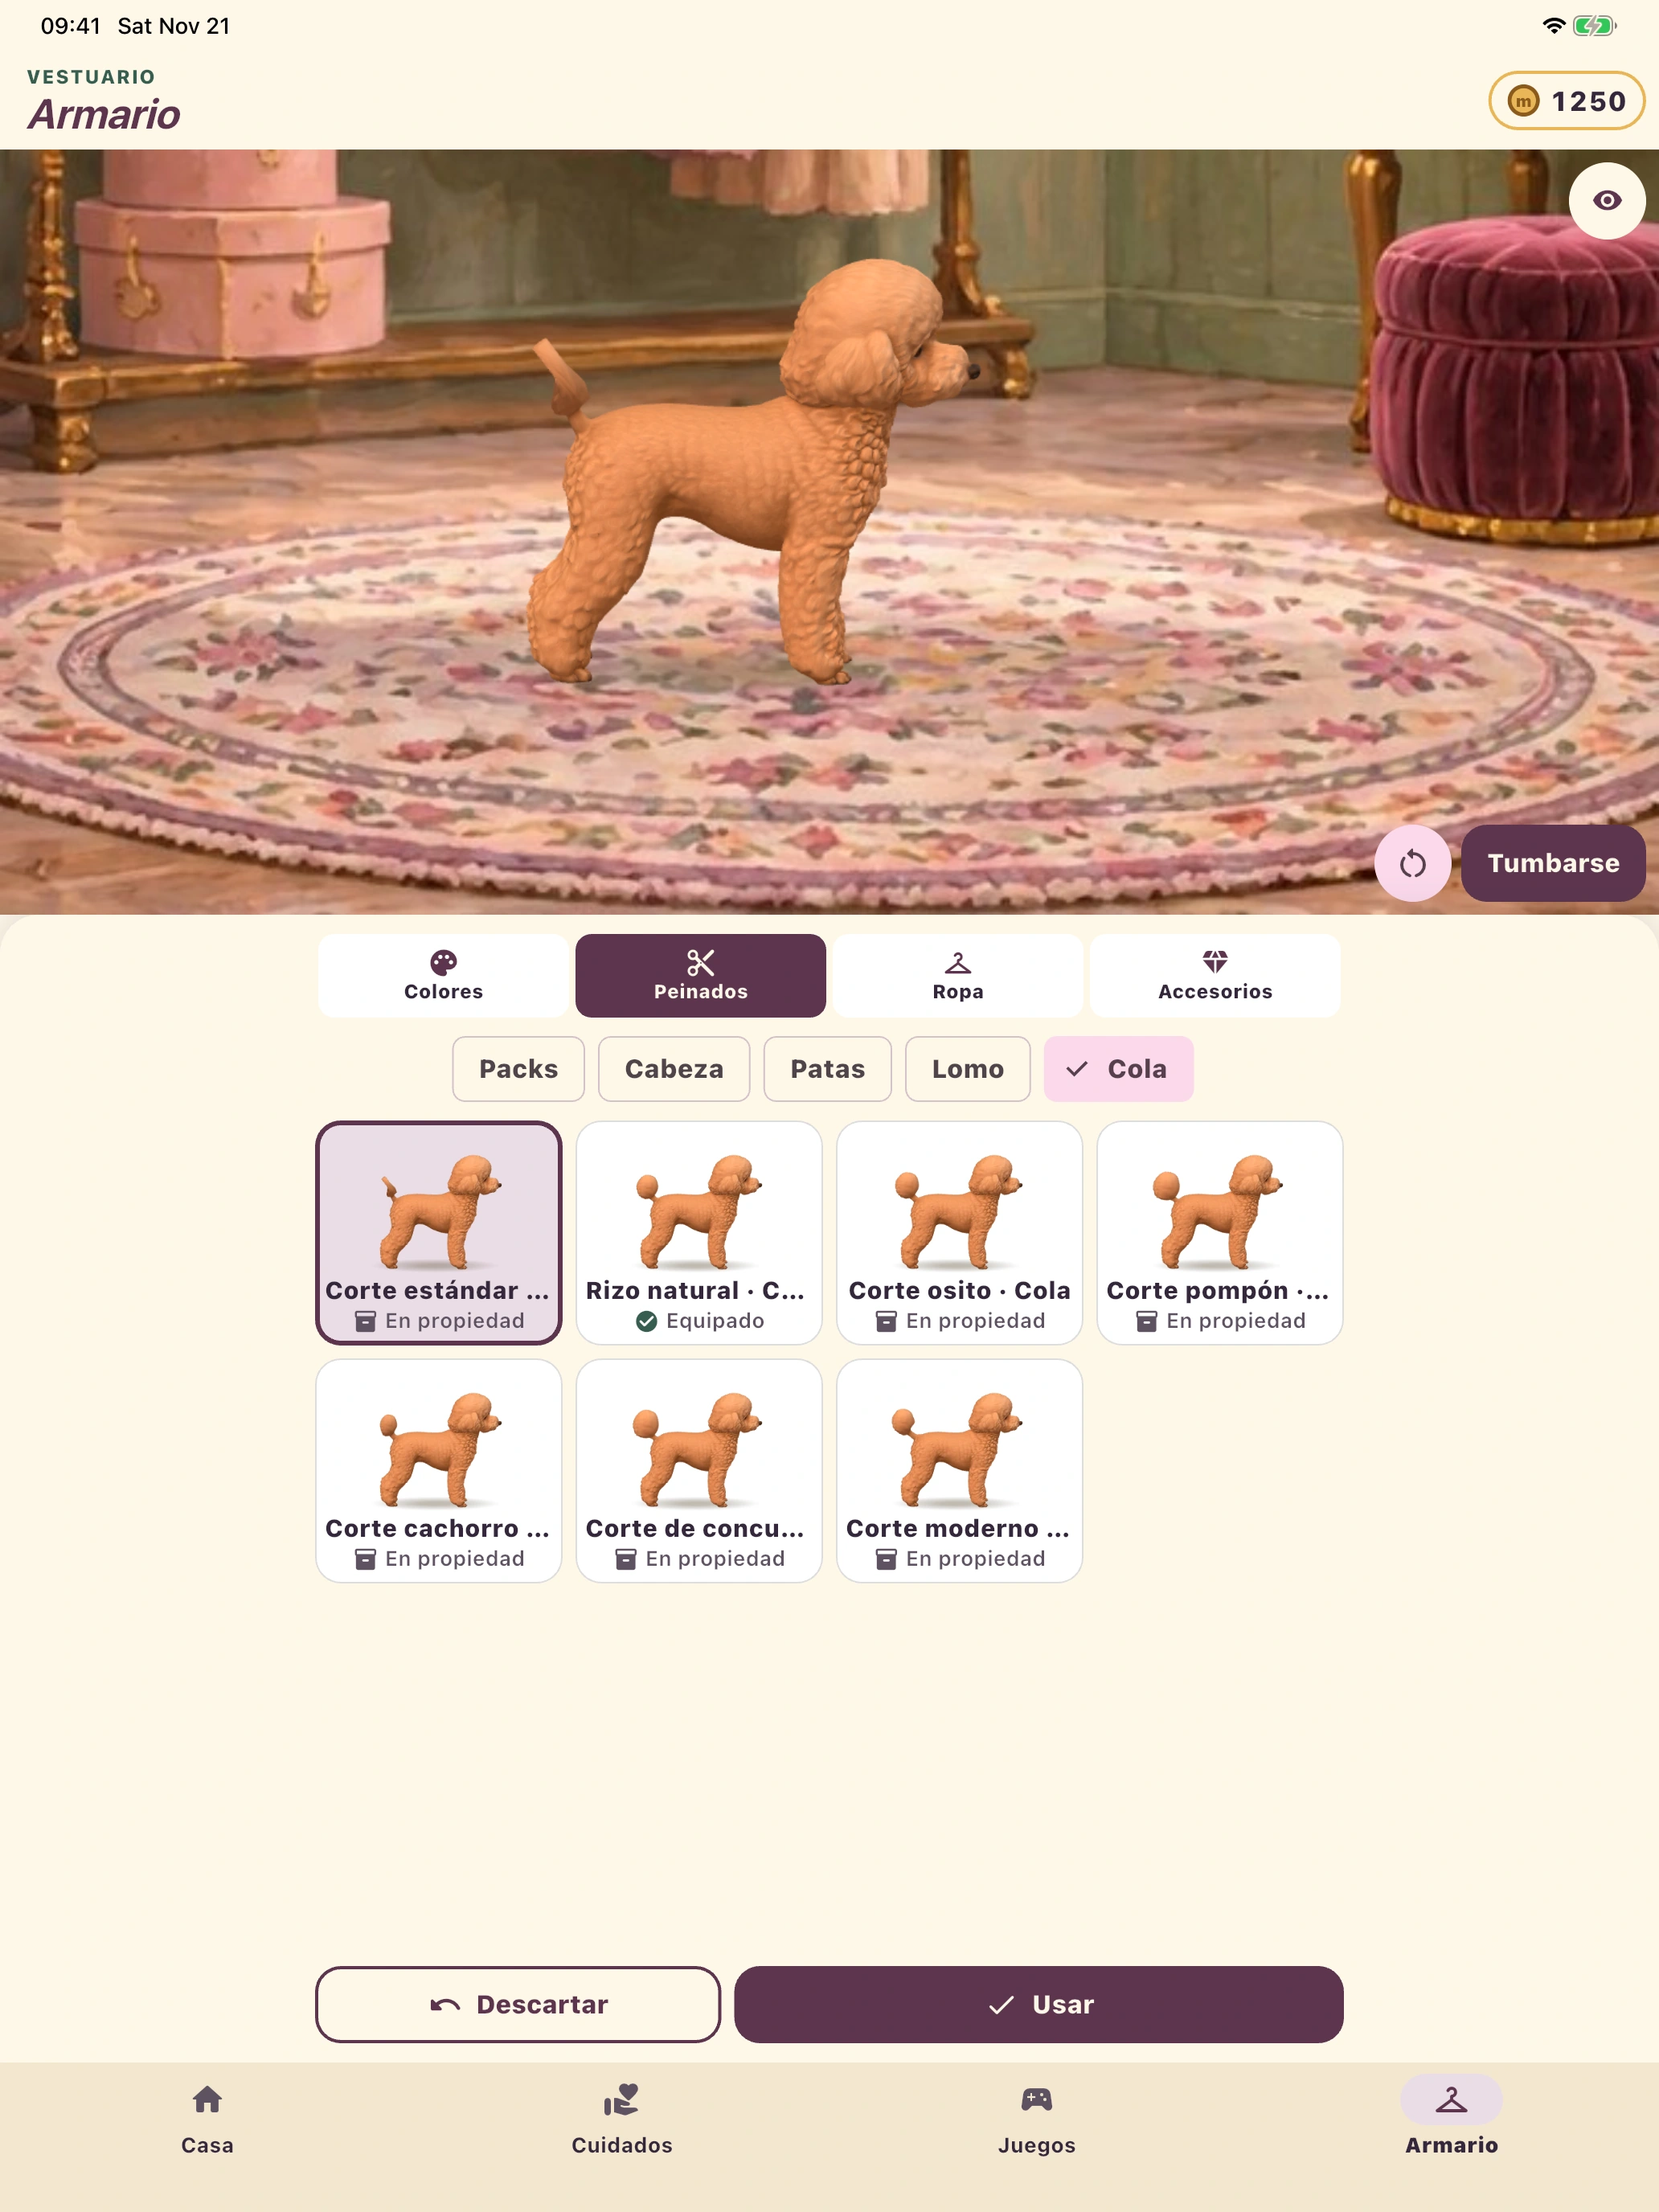 09:41 Sat Nov 21
VESTUARIO
Armario
m 1250
Tumbarse
Colores
Peinados
Ropa
Accesorios
Packs
Cabeza
Patas
Lomo
Cola
Corte estándar ...
En propiedad
Rizo natural · C...
Equipado
Corte osito · Cola
En propiedad
Corte pompón ·...
En propiedad
Corte cachorro ...
En propiedad
Corte de concu...
En propiedad
Corte moderno ...
En propiedad
Descartar
Usar
Casa
Cuidados
Juegos
Armario